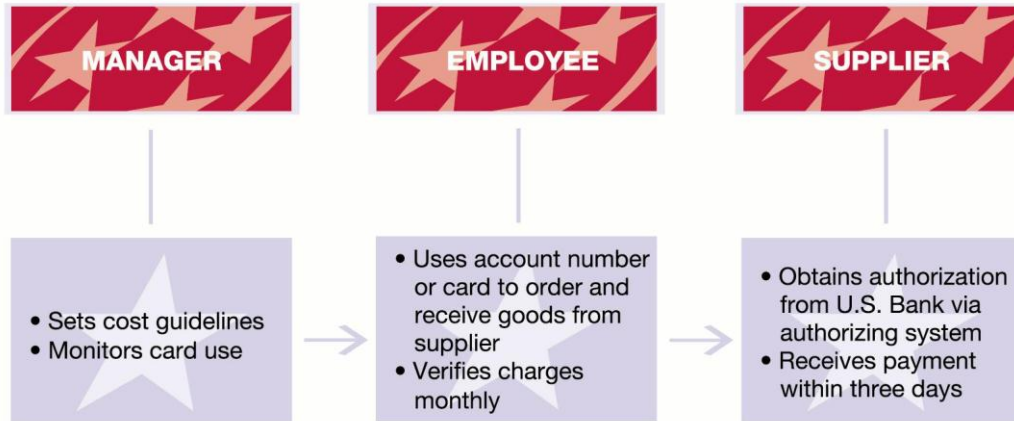 MANAGER
EMPLOYEE
SUPPLIER
• Sets cost guidelines
• Monitors card use
• Uses account number
or card to order and
receive goods from
supplier
• Verifies charges
monthly
• Obtains authorization
from U.S. Bank via
authorizing system
• Receives payment
within three days